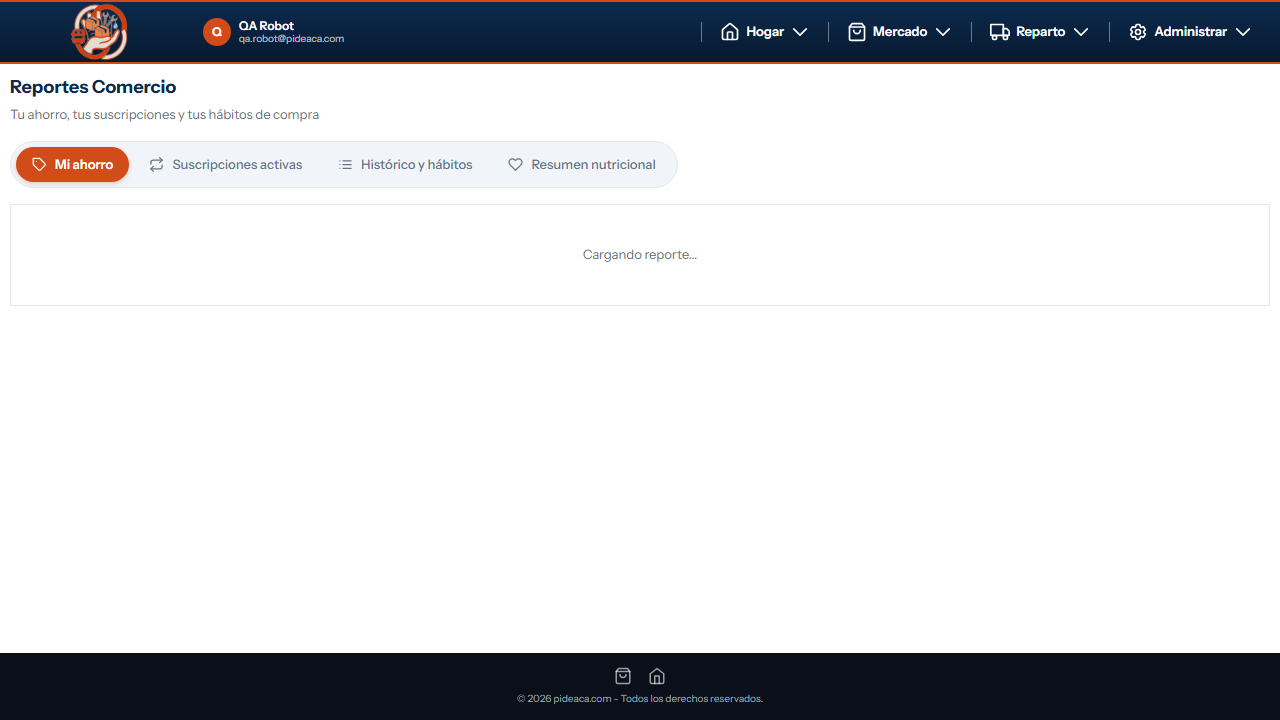 Q
QA Robot
qa.robot@pideaca.com
Hogar
Mercado
Reparto
Administrar
Reportes Comercio
Tu ahorro, tus suscripciones y tus hábitos de compra
Mi ahorro
Suscripciones activas
Histórico y hábitos
Resumen nutricional
Cargando reporte...
© 2026 pideaca.com - Todos los derechos reservados.